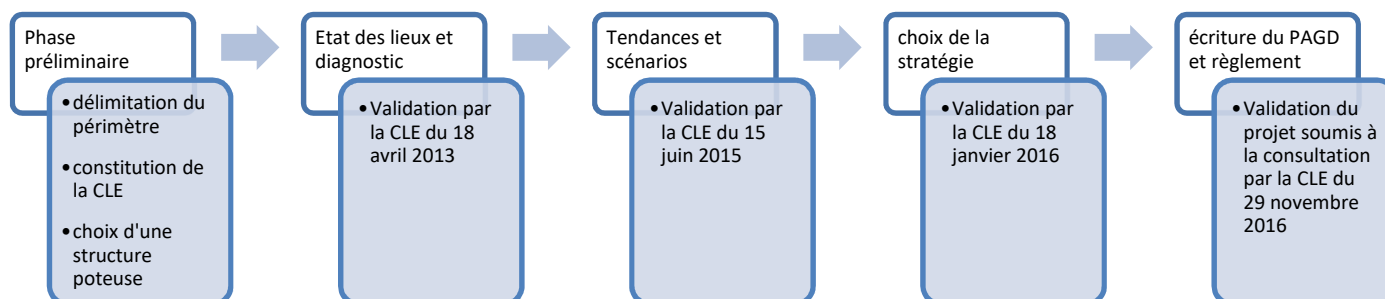 Phase
préliminaire
•délimitation du
périmètre
•constitution de
la CLE
•choix d'une
structure
poteuse
Etat des lieux et
diagnostic
•Validation par
la CLE du 18
avril 2013
Tendances et
scénarios
•Validation par
la CLE du 15
juin 2015
choix de la
stratégie
•Validation par
la CLE du 18
janvier 2016
écriture du PAGD
et règlement
•Validation du
projet soumis à
la consultation
par la CLE du
29 novembre
2016